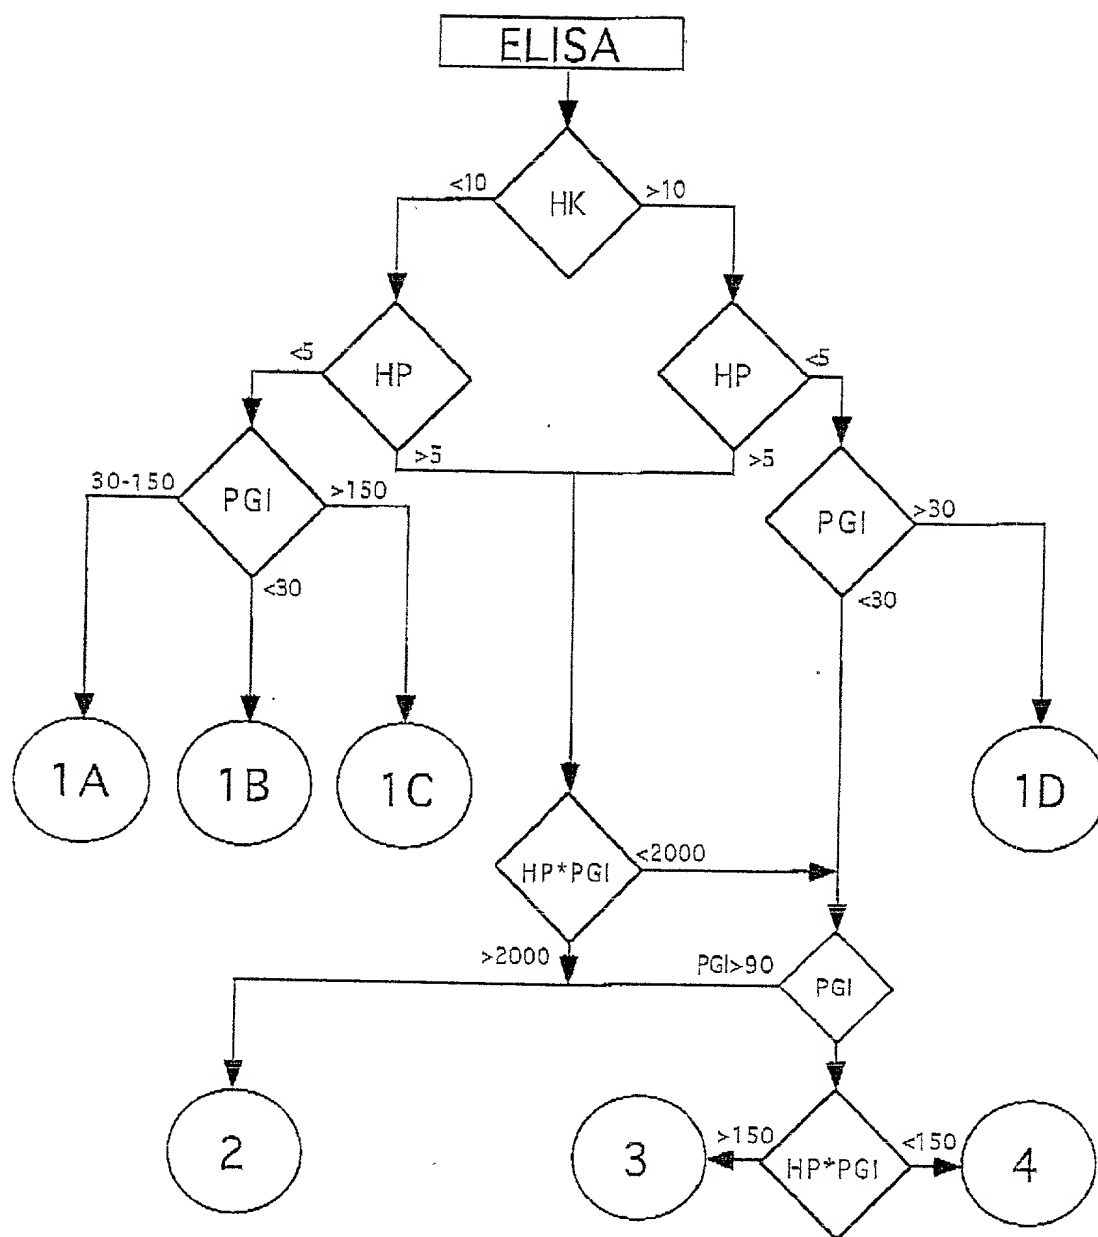 ELISA
<10
HK
>10
<5
HP
HP
<5
>5
>5
30-150
PGI
>150
<30
PGI
>30
<30
1A
1B
1C
1D
HP*PGI
<2000
>2000
PGI>90
PGI
2
3
>150
HP*PGI
<150
4